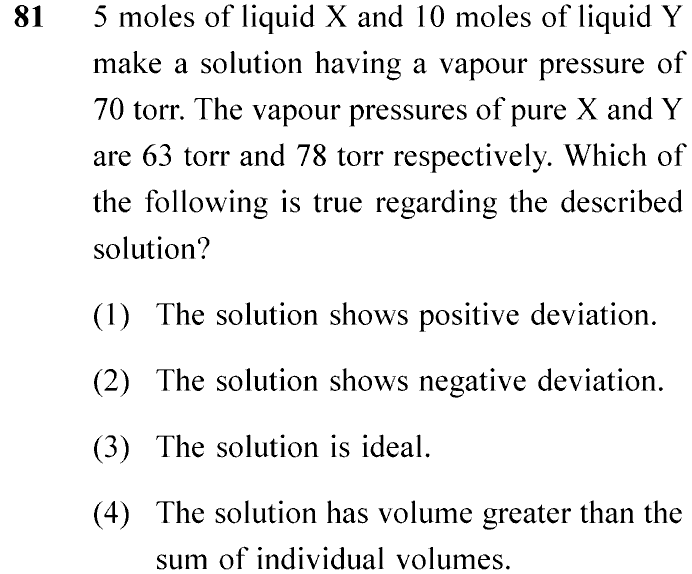 81 5 moles of liquid X and 10 moles of liquid Y
make a solution having a vapour pressure of
70 torr. The vapour pressures of pure X and Y
are 63 torr and 78 torr respectively. Which of
the following is true regarding the described
solution?
(1) The solution shows positive deviation.
(2) The solution shows negative deviation.
(3) The solution is ideal.
(4) The solution has volume greater than the
sum of individual volumes.